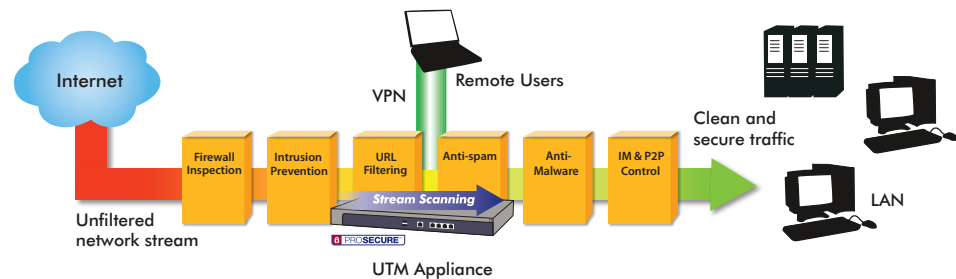 Internet
VPN
Remote Users
Clean and
secure traffic
Firewall
Inspection
Intrusion
Prevention
URL
Filtering
Anti-spam
Anti-
Malware
IM & P2P
Control
Stream Scanning
LAN
Unfiltered
network stream
PROSECURE
UTM Appliance